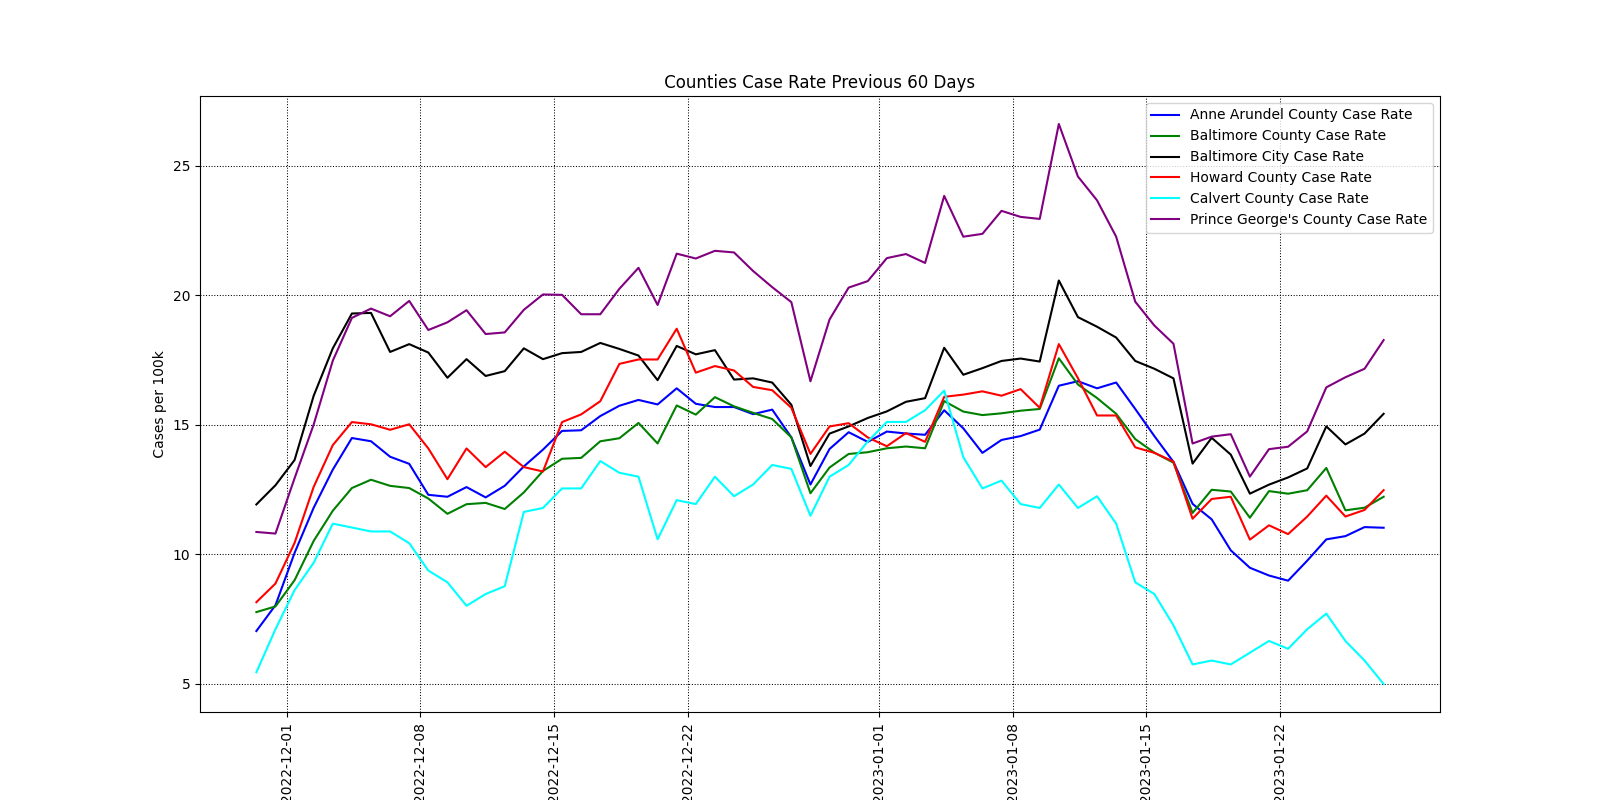 Counties Case Rate Previous 60 Days
Anne Arundel County Case Rate
Baltimore County Case Rate
Baltimore City Case Rate
Howard County Case Rate
Calvert County Case Rate
Prince George's County Case Rate
Cases per 100k
25
20
15
10
5
2022-12-01
2022-12-08
2022-12-15
2022-12-22
2023-01-01
2023-01-08
2023-01-15
2023-01-22